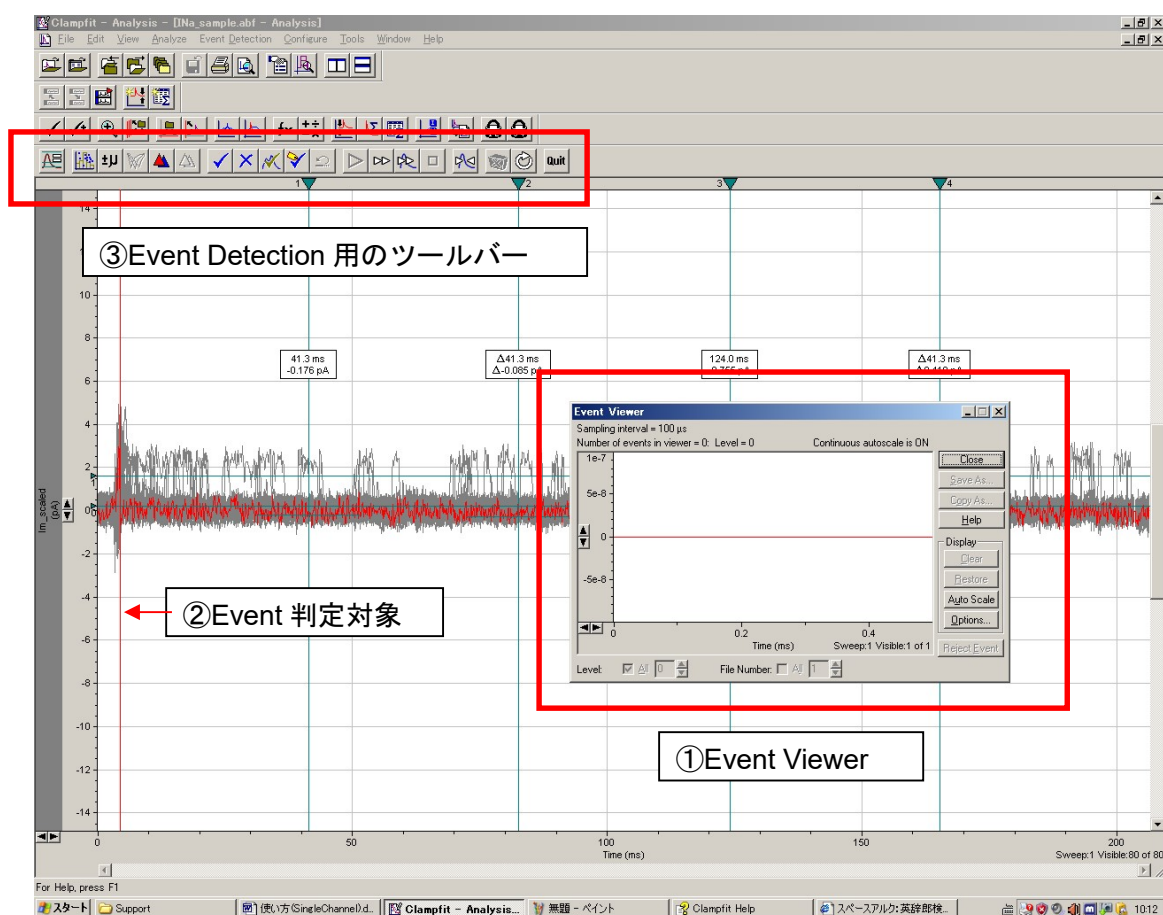 Clampfit - Analysis - [INa_sample.abf - Analysis]
File Edit View Analyze Event Detection Configure Tools Window Help
±μ
Quit
1 2 3 4
14
③Event Detection 用のツールバー
10
8
41.3 ms
-0.176 pA
Δ41.3 ms
Δ-0.085 pA
124.0 ms
Δ41.3 ms
6
4
2
1
0
-2
-4
-6
-8
-10
-12
-14
Im_scaled
(pA)
Event Viewer
Sampling interval = 100 μs
Number of events in viewer = 0: Level = 0 Continuous autoscale is ON
1e-7
5e-8
0
-5e-8
0 0.2 0.4
Time (ms) Sweep:1 Visible:1 of 1
Close
Save As...
Copy As...
Help
Display
Clear
Restore
Auto Scale
Options...
Reject Event
Level: All 0 File Number: All 1
②Event 判定対象
①Event Viewer
0 50 100 150 200
Time (ms) Sweep:1 Visible:80 of 80
For Help, press F1
スタート Support 使い方(SingleChannel).d... Clampfit - Analysis... 無題 - ペイント Clampfit Help スペースアルク:英辞郎検... 10:12